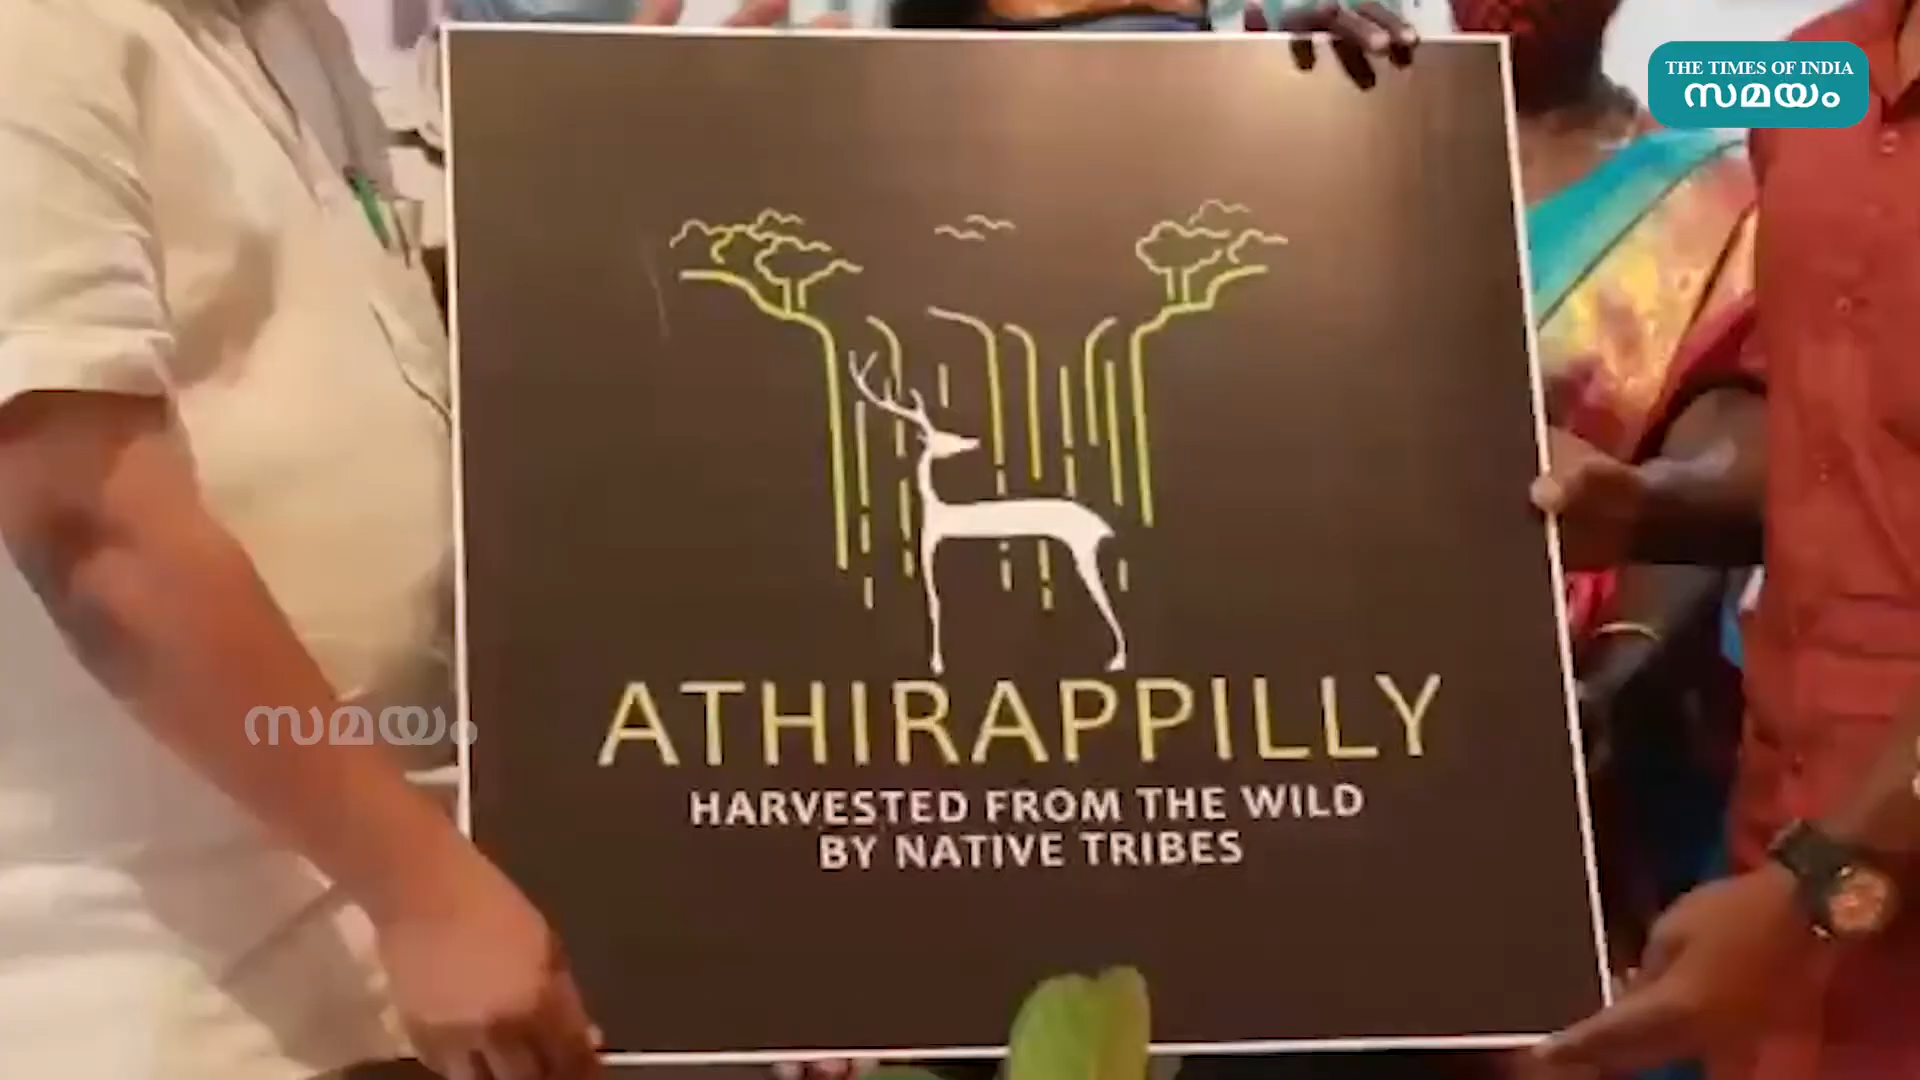 THE TIMES OF INDIA
സമയം
ATHIRAPPILLY
സമയം
HARVESTED FROM THE WILD
BY NATIVE TRIBES